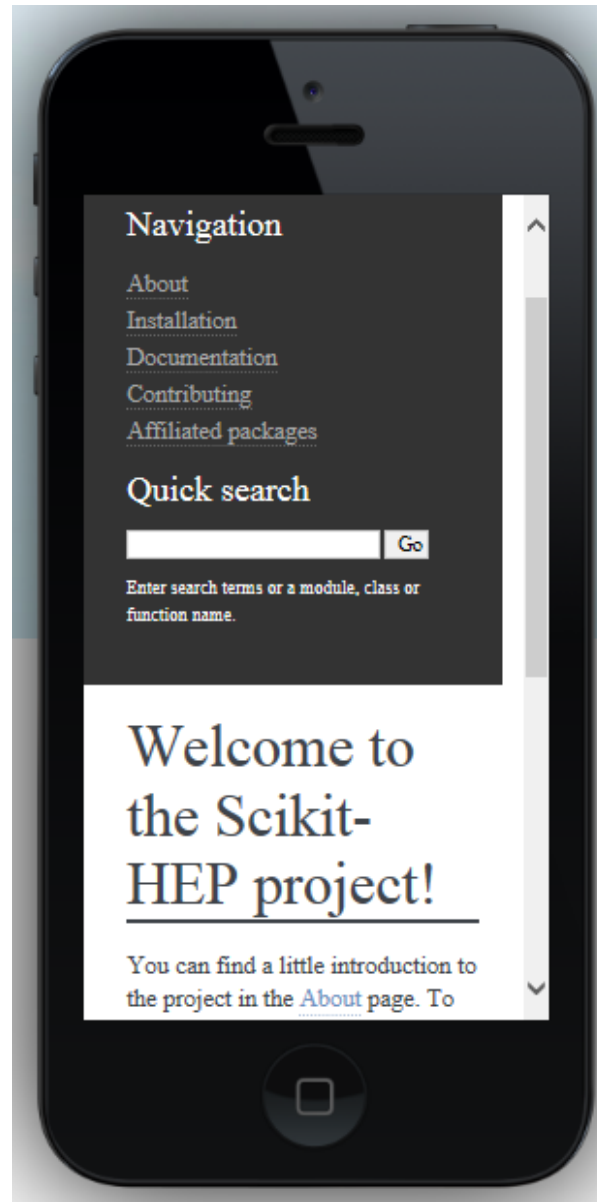 Navigation
About
Installation
Documentation
Contributing
Affiliated packages
Quick search
Go
Enter search terms or a module, class or
function name.
Welcome to
the Scikit-
HEP project!
You can find a little introduction to
the project in the About page. To